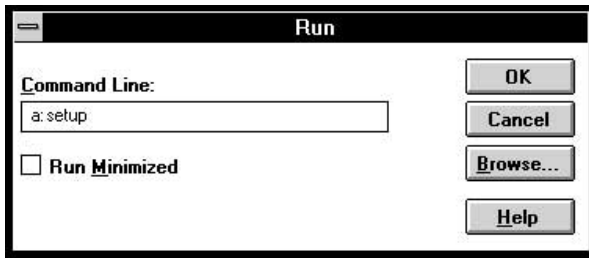 Run
Command Line:
a:setup
Run Minimized
OK
Cancel
Browse...
Help